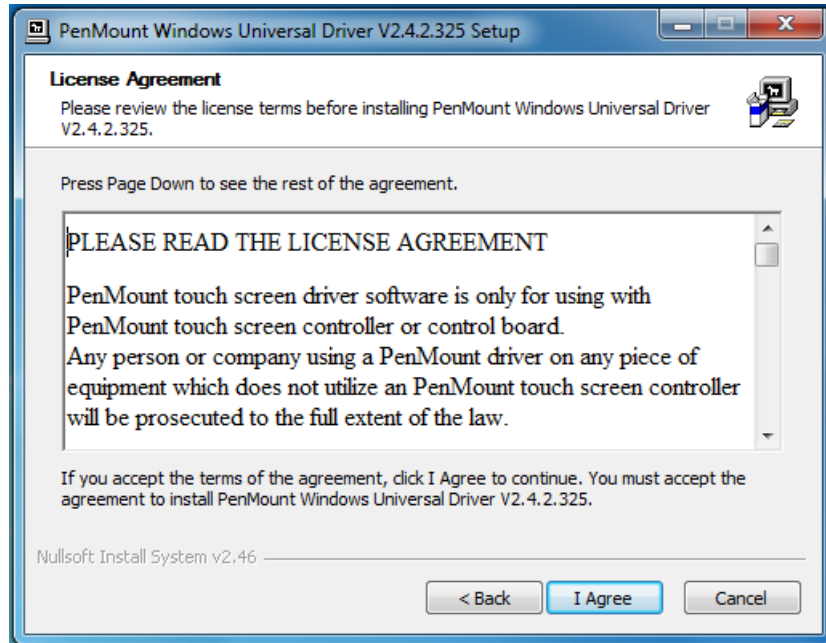 PenMount Windows Universal Driver V2.4.2.325 Setup
License Agreement
Please review the license terms before installing PenMount Windows Universal Driver
V2.4.2.325.
Press Page Down to see the rest of the agreement.
PLEASE READ THE LICENSE AGREEMENT
PenMount touch screen driver software is only for using with
PenMount touch screen controller or control board.
Any person or company using a PenMount driver on any piece of
equipment which does not utilize an PenMount touch screen controller
will be prosecuted to the full extent of the law.
If you accept the terms of the agreement, click I Agree to continue. You must accept the
agreement to install PenMount Windows Universal Driver V2.4.2.325.
Nullsoft Install System v2.46
< Back
I Agree
Cancel